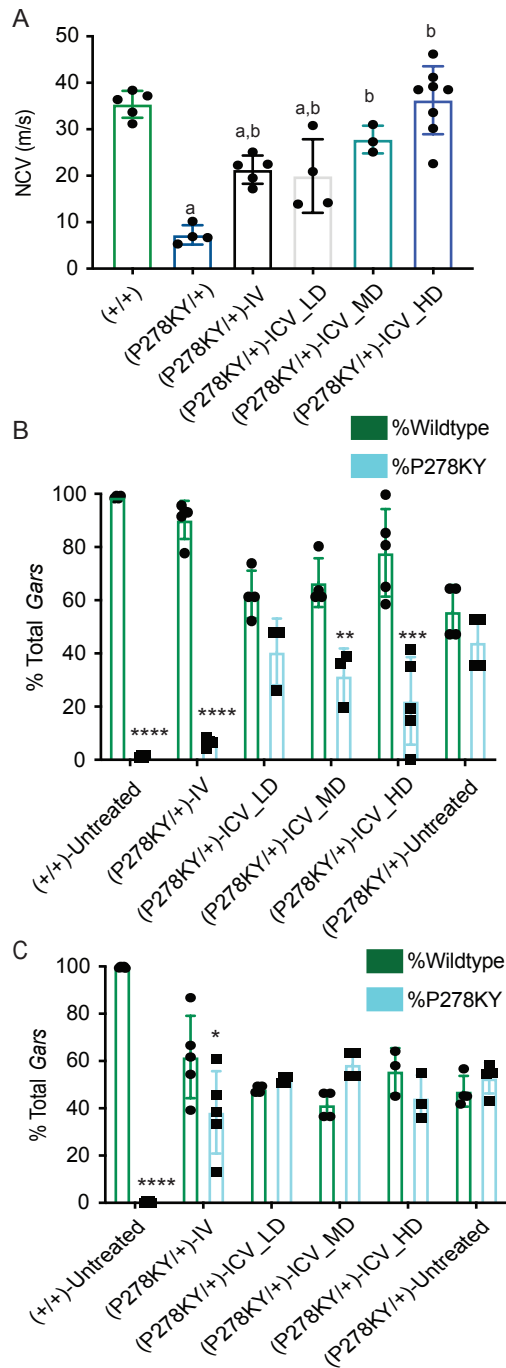 A
NCV (m/s)
50
40
30
20
10
0
a
a,b
a,b
b
b
(+/+)
(P278KY/+)
(P278KY/+)-IV
(P278KY/+)-ICV_LD
(P278KY/+)-ICV_MD
(P278KY/+)-ICV_HD
B
%Wildtype
%P278KY
% Total Gars
100
80
60
40
20
0
****
****
**
***
(+/+)-Untreated
(P278KY/+)-IV
(P278KY/+)-ICV_LD
(P278KY/+)-ICV_MD
(P278KY/+)-ICV_HD
(P278KY/+)-Untreated
C
%Wildtype
%P278KY
% Total Gars
100
80
60
40
20
0
****
*
(+/+)-Untreated
(P278KY/+)-IV
(P278KY/+)-ICV_LD
(P278KY/+)-ICV_MD
(P278KY/+)-ICV_HD
(P278KY/+)-Untreated